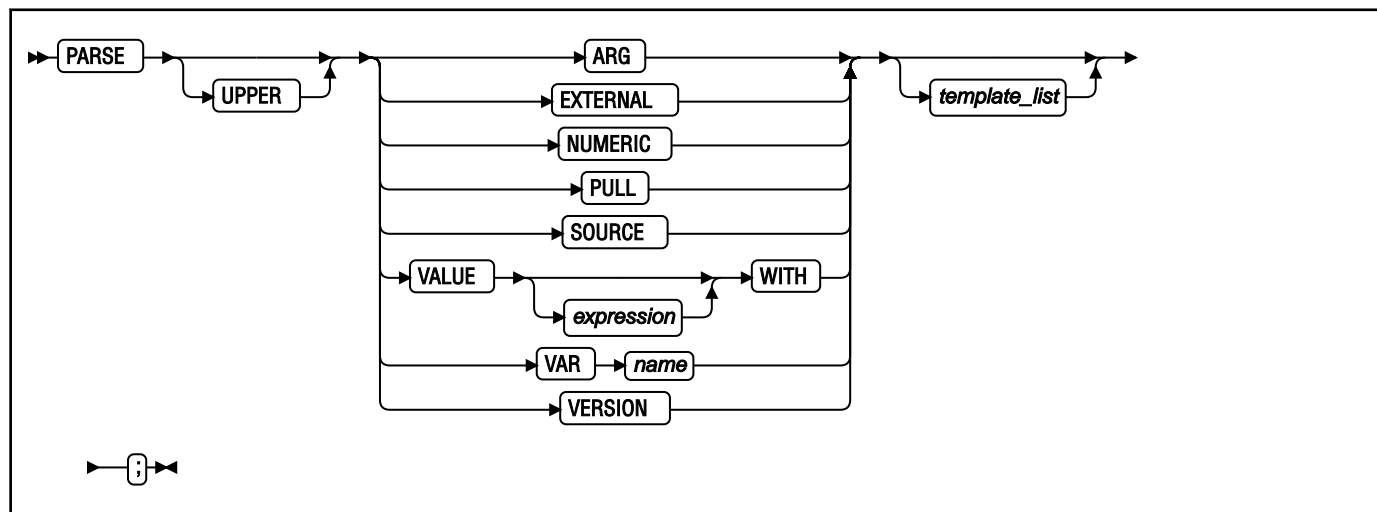 PARSE ARG
UPPER EXTERNAL template_list
NUMERIC
PULL
SOURCE
VALUE WITH
expression
VAR name
VERSION
;